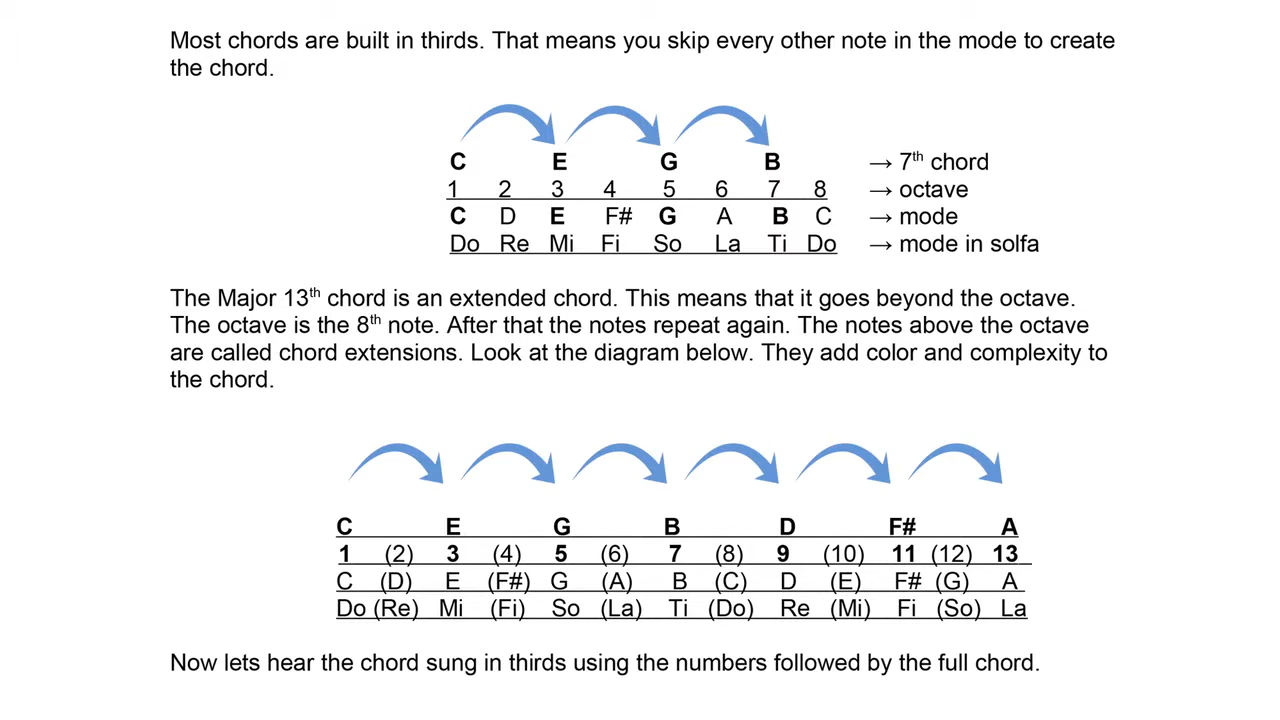 Most chords are built in thirds. That means you skip every other note in the mode to create
the chord.
C E G B → 7th chord
1 2 3 4 5 6 7 8 → octave
C D E F# G A B C → mode
Do Re Mi Fi So La Ti Do → mode in solfa
The Major 13th chord is an extended chord. This means that it goes beyond the octave.
The octave is the 8th note. After that the notes repeat again. The notes above the octave
are called chord extensions. Look at the diagram below. They add color and complexity to
the chord.
C E G B D F# A
1 (2) 3 (4) 5 (6) 7 (8) 9 (10) 11 (12) 13
C (D) E (F#) G (A) B (C) D (E) F# (G) A
Do (Re) Mi (Fi) So (La) Ti (Do) Re (Mi) Fi (So) La
Now lets hear the chord sung in thirds using the numbers followed by the full chord.